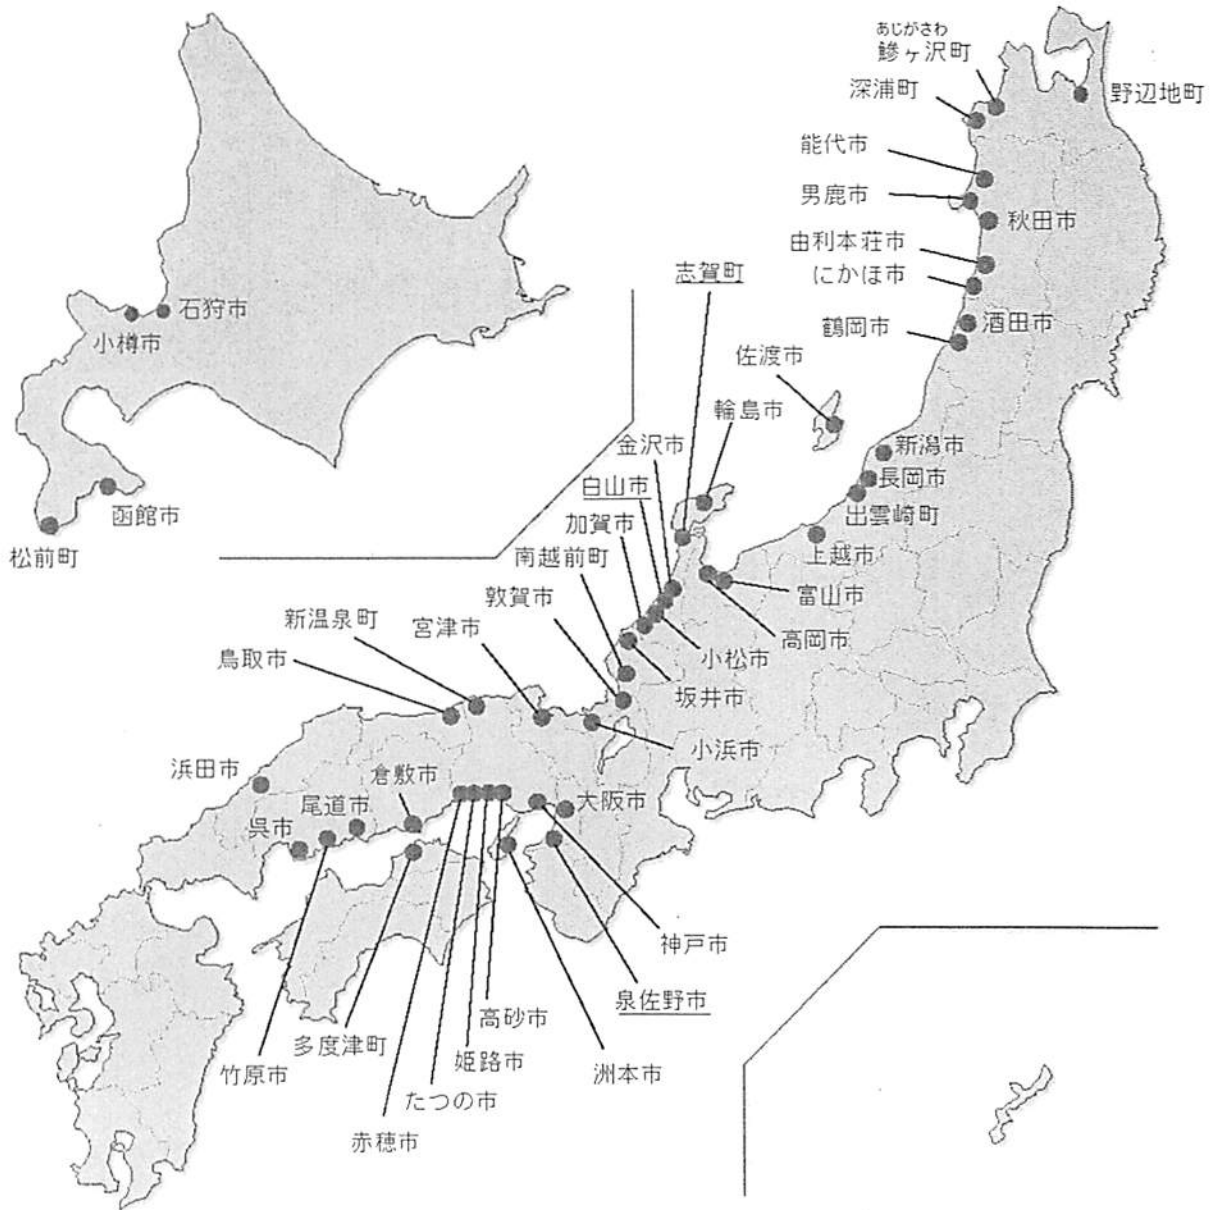 あじがさわ
鰺ヶ沢町
深浦町
野辺地町
能代市
男鹿市
秋田市
由利本荘市
にかほ市
志賀町
石狩市
小樽市
酒田市
鶴岡市
佐渡市
輪島市
金沢市
新潟市
白山市
長岡市
函館市
出雲崎町
加賀市
松前町
南越前町
上越市
敦賀市
富山市
新温泉町
宮津市
高岡市
鳥取市
小松市
坂井市
小浜市
浜田市
倉敷市
尾道市
大阪市
呉市
神戸市
泉佐野市
高砂市
多度津町
姫路市
洲本市
竹原市
たつの市
赤穂市